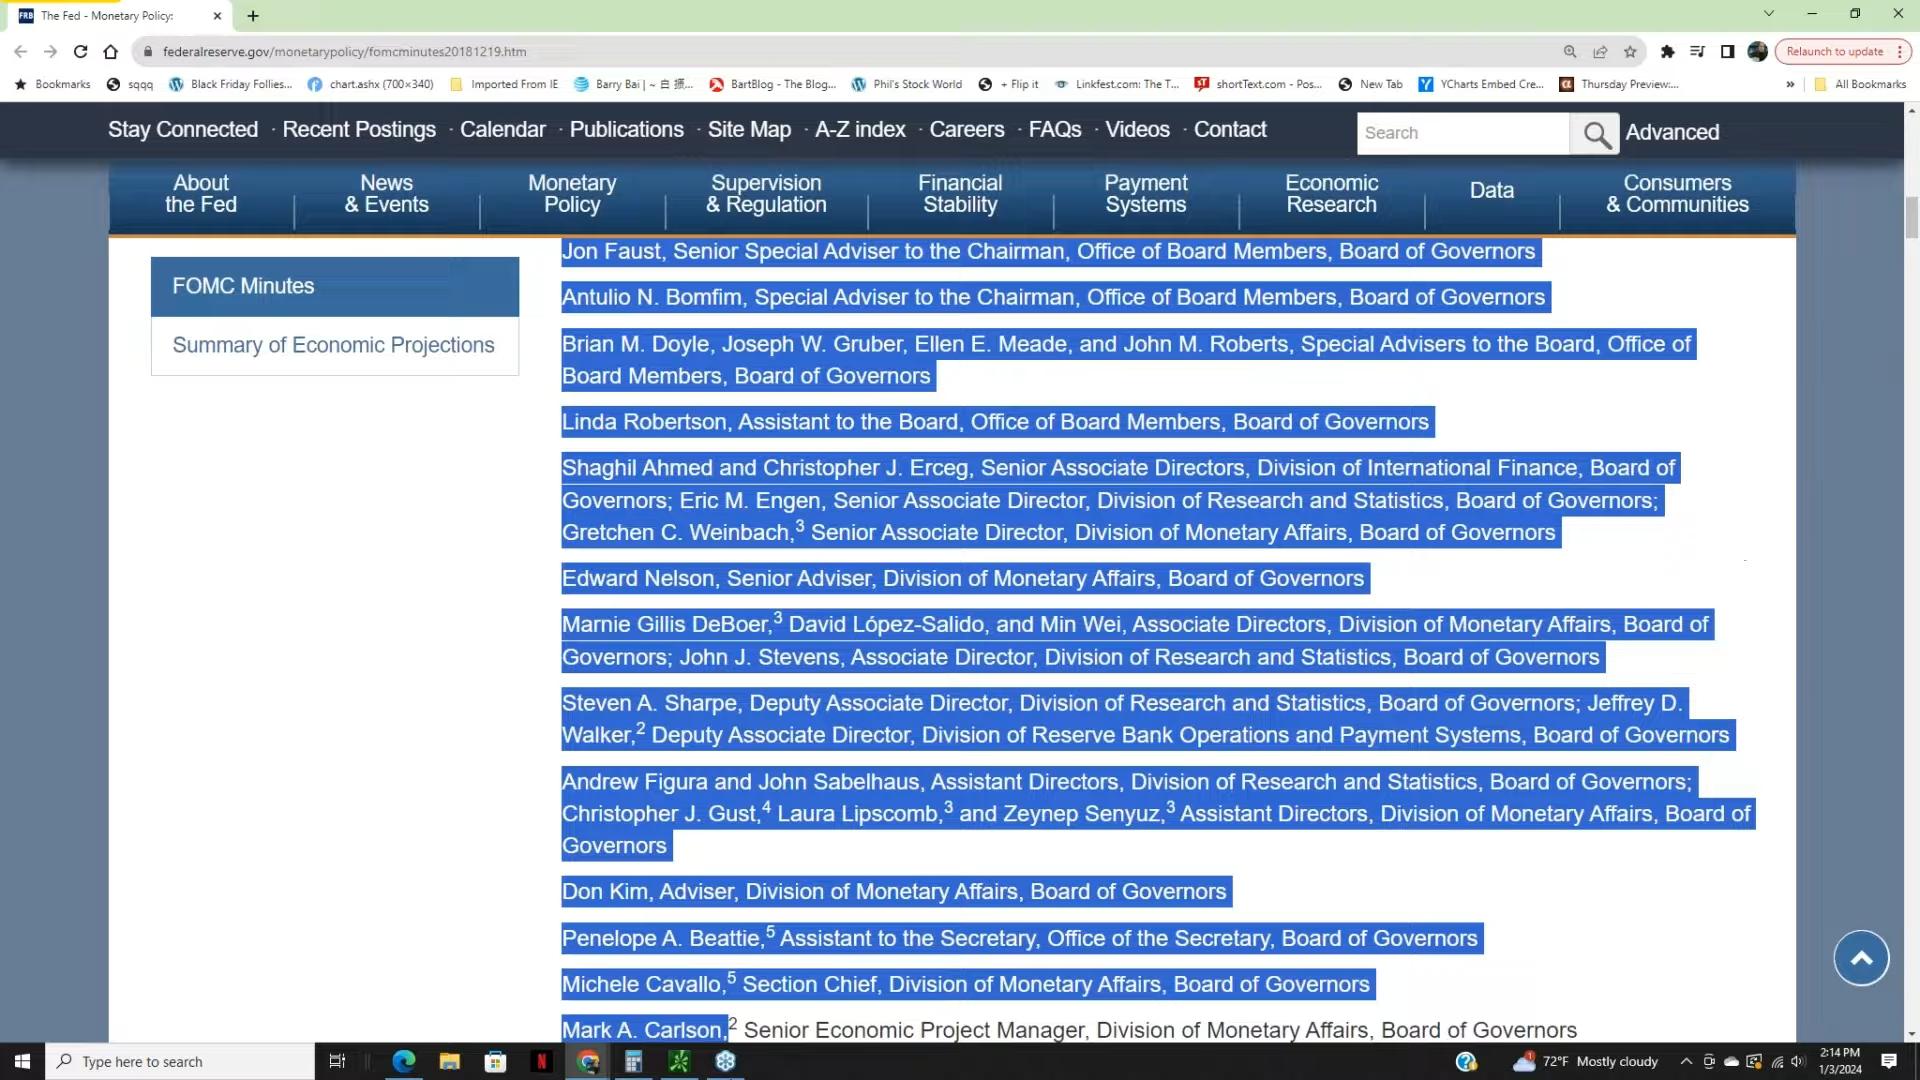 The Fed - Monetary Policy:
federalreserve.gov/monetarypolicy/fomcminutes20181219.htm
Relaunch to update
Bookmarks sqqq Black Friday Follies... chart.ashx (700×340) Imported From IE Barry Bai | ~ 白 BartBlog - The Blog... Phil's Stock World + Flip it Linkfest.com: The T... shortText.com - Pos... New Tab YCharts Embed Cre... Thursday Preview:... » All Bookmarks
Stay Connected · Recent Postings · Calendar · Publications · Site Map · A-Z index · Careers · FAQs · Videos · Contact Search Advanced
About the Fed
News & Events
Monetary Policy
Supervision & Regulation
Financial Stability
Payment Systems
Economic Research
Data
Consumers & Communities
FOMC Minutes
Summary of Economic Projections
Jon Faust, Senior Special Adviser to the Chairman, Office of Board Members, Board of Governors
Antulio N. Bomfim, Special Adviser to the Chairman, Office of Board Members, Board of Governors
Brian M. Doyle, Joseph W. Gruber, Ellen E. Meade, and John M. Roberts, Special Advisers to the Board, Office of
Board Members, Board of Governors
Linda Robertson, Assistant to the Board, Office of Board Members, Board of Governors
Shaghil Ahmed and Christopher J. Erceg, Senior Associate Directors, Division of International Finance, Board of
Governors; Eric M. Engen, Senior Associate Director, Division of Research and Statistics, Board of Governors;
Gretchen C. Weinbach,3 Senior Associate Director, Division of Monetary Affairs, Board of Governors
Edward Nelson, Senior Adviser, Division of Monetary Affairs, Board of Governors
Marnie Gillis DeBoer,3 David López-Salido, and Min Wei, Associate Directors, Division of Monetary Affairs, Board of
Governors; John J. Stevens, Associate Director, Division of Research and Statistics, Board of Governors
Steven A. Sharpe, Deputy Associate Director, Division of Research and Statistics, Board of Governors; Jeffrey D.
Walker,2 Deputy Associate Director, Division of Reserve Bank Operations and Payment Systems, Board of Governors
Andrew Figura and John Sabelhaus, Assistant Directors, Division of Research and Statistics, Board of Governors;
Christopher J. Gust,4 Laura Lipscomb,3 and Zeynep Senyuz,3 Assistant Directors, Division of Monetary Affairs, Board of
Governors
Don Kim, Adviser, Division of Monetary Affairs, Board of Governors
Penelope A. Beattie,5 Assistant to the Secretary, Office of the Secretary, Board of Governors
Michele Cavallo,5 Section Chief, Division of Monetary Affairs, Board of Governors
Mark A. Carlson,2 Senior Economic Project Manager, Division of Monetary Affairs, Board of Governors
Type here to search
72°F Mostly cloudy
2:14 PM
1/3/2024